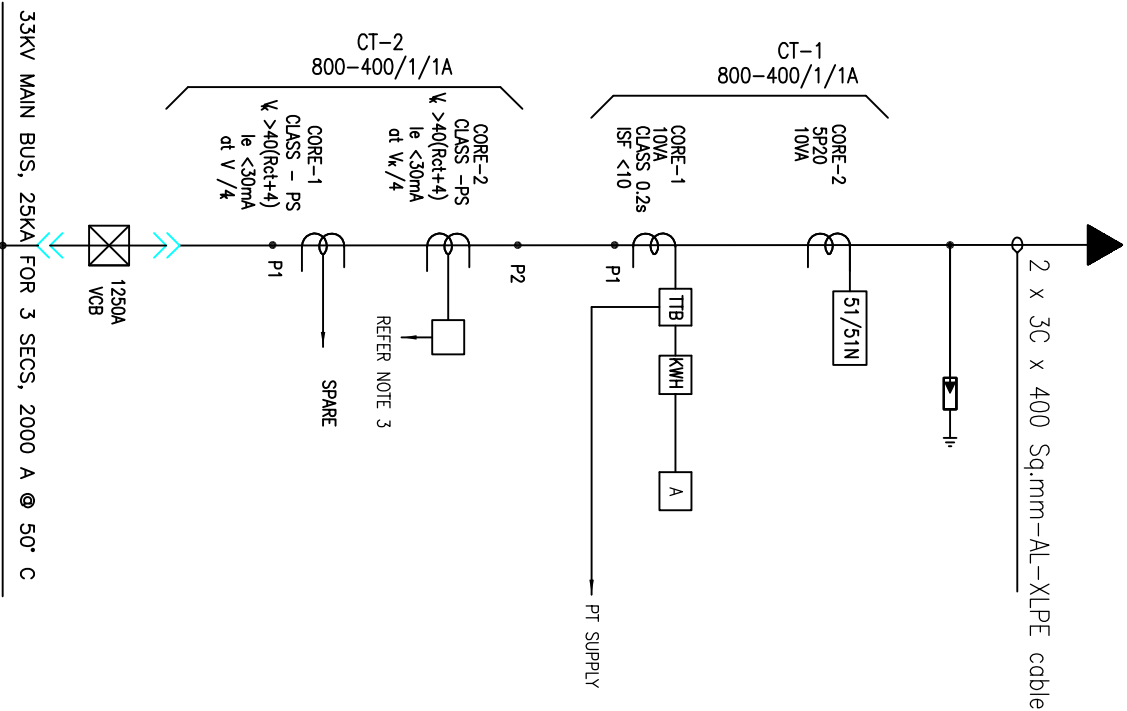 33KV MAIN BUS, 25KA FOR 3 SECS, 2000 A @ 50° C
1250A
VCB
CT-2
800-400/1/1A
CORE-1
CLASS - PS
Vk >40(Rct+4)
Ie <30mA
at V /4k
P1
SPARE
CORE-2
CLASS -PS
Vk >40(Rct+4)
Ie <30mA
at VK/4
REFER NOTE 3
P2
CT-1
800-400/1/1A
CORE-1
10VA
CLASS 0.2s
ISF <10
P1
TTB
KWH
A
PT SUPPLY
CORE-2
5P20
10VA
51/51N
2 x 3C x 400 Sq.mm-AL-XLPE cable